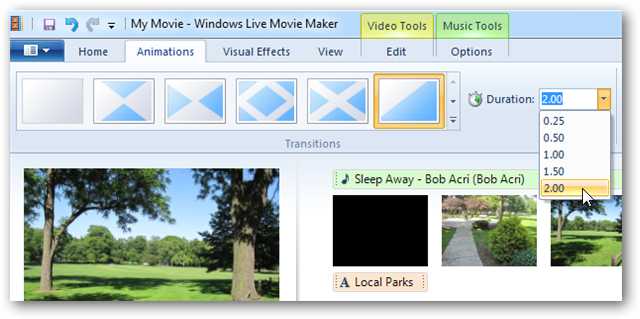 My Movie - Windows Live Movie Maker
Video Tools
Music Tools
Home
Animations
Visual Effects
View
Edit
Options
Duration: 2.00
0.25
0.50
1.00
1.50
2.00
Transitions
Sleep Away - Bob Acri (Bob Acri)
A Local Parks